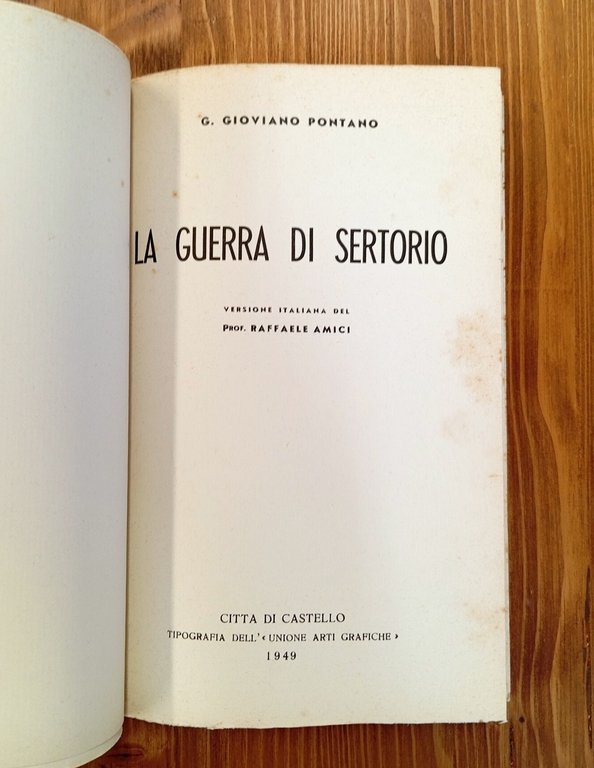 G. GIOVIANO PONTANO
LA GUERRA DI SERTORIO
VERSIONE ITALIANA DEL
PROF. RAFFAELE AMICI
CITTA DI CASTELLO
TIPOGRAFIA DELL'« UNIONE ARTI GRAFICHE »
1949